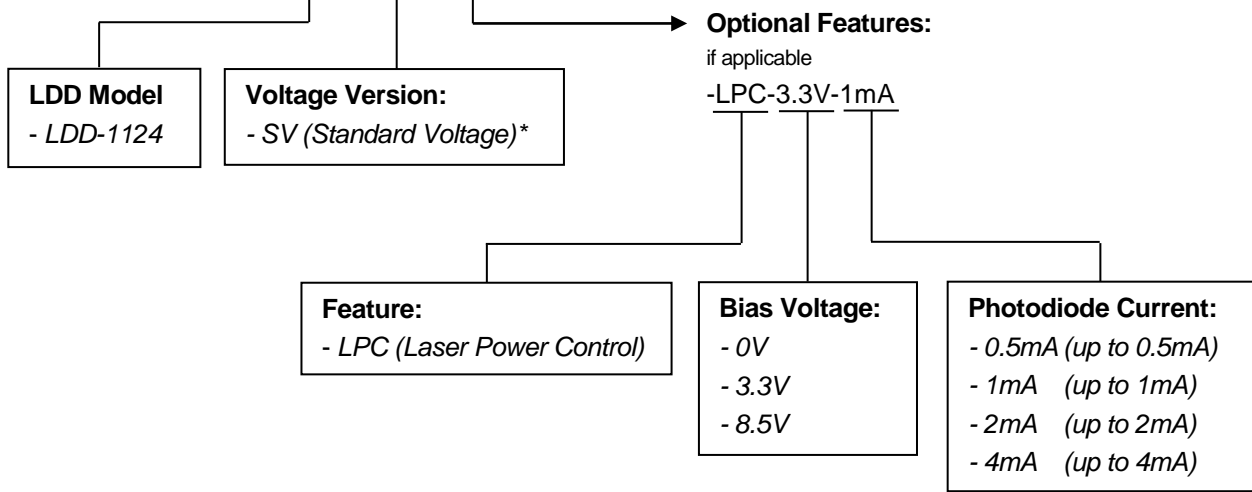 Optional Features:
if applicable
-LPC-3.3V-1mA
LDD Model
- LDD-1124
Voltage Version:
- SV (Standard Voltage)*
Feature:
- LPC (Laser Power Control)
Bias Voltage:
- 0V
- 3.3V
- 8.5V
Photodiode Current:
- 0.5mA (up to 0.5mA)
- 1mA (up to 1mA)
- 2mA (up to 2mA)
- 4mA (up to 4mA)